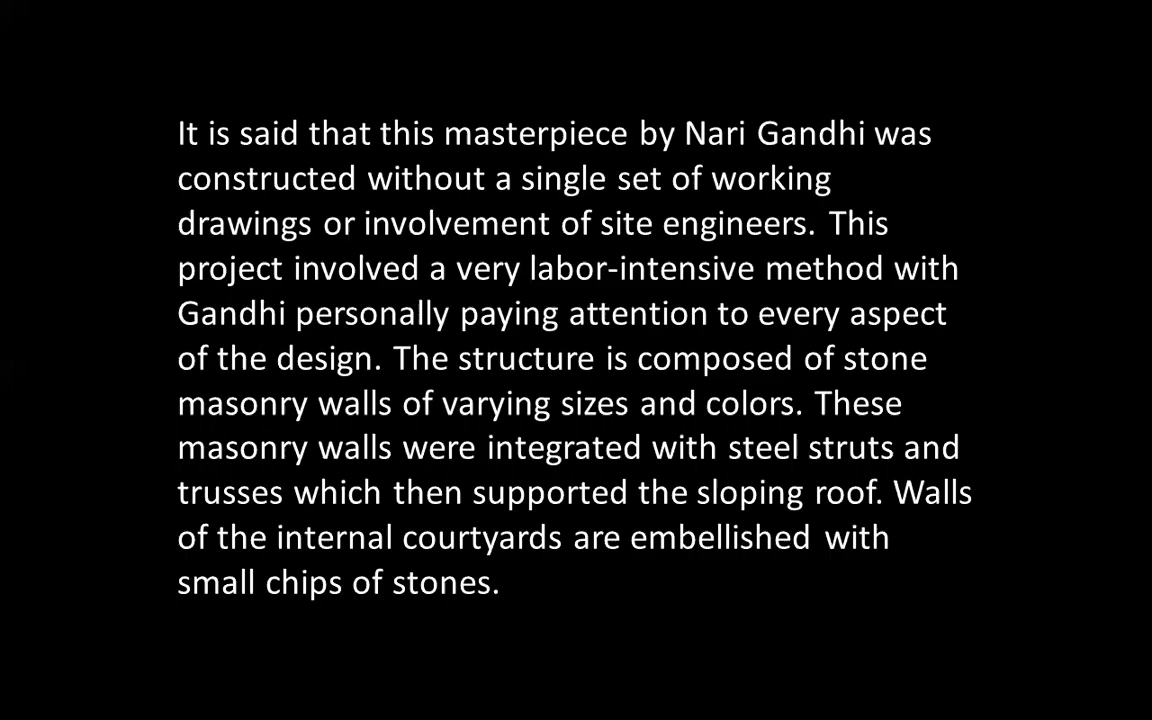 It is said that this masterpiece by Nari Gandhi was
constructed without a single set of working
drawings or involvement of site engineers. This
project involved a very labor-intensive method with
Gandhi personally paying attention to every aspect
of the design. The structure is composed of stone
masonry walls of varying sizes and colors. These
masonry walls were integrated with steel struts and
trusses which then supported the sloping roof. Walls
of the internal courtyards are embellished with
small chips of stones.